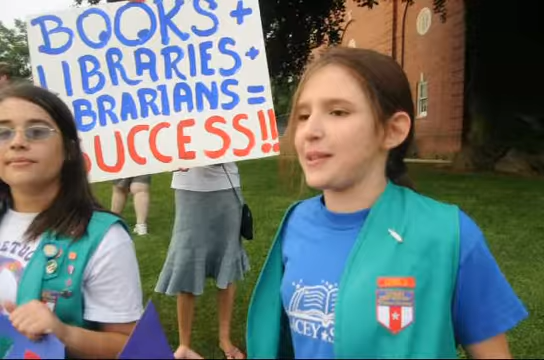 BOOKS +
LIBRARIES +
LIBRARIANS =
SUCCESS!!